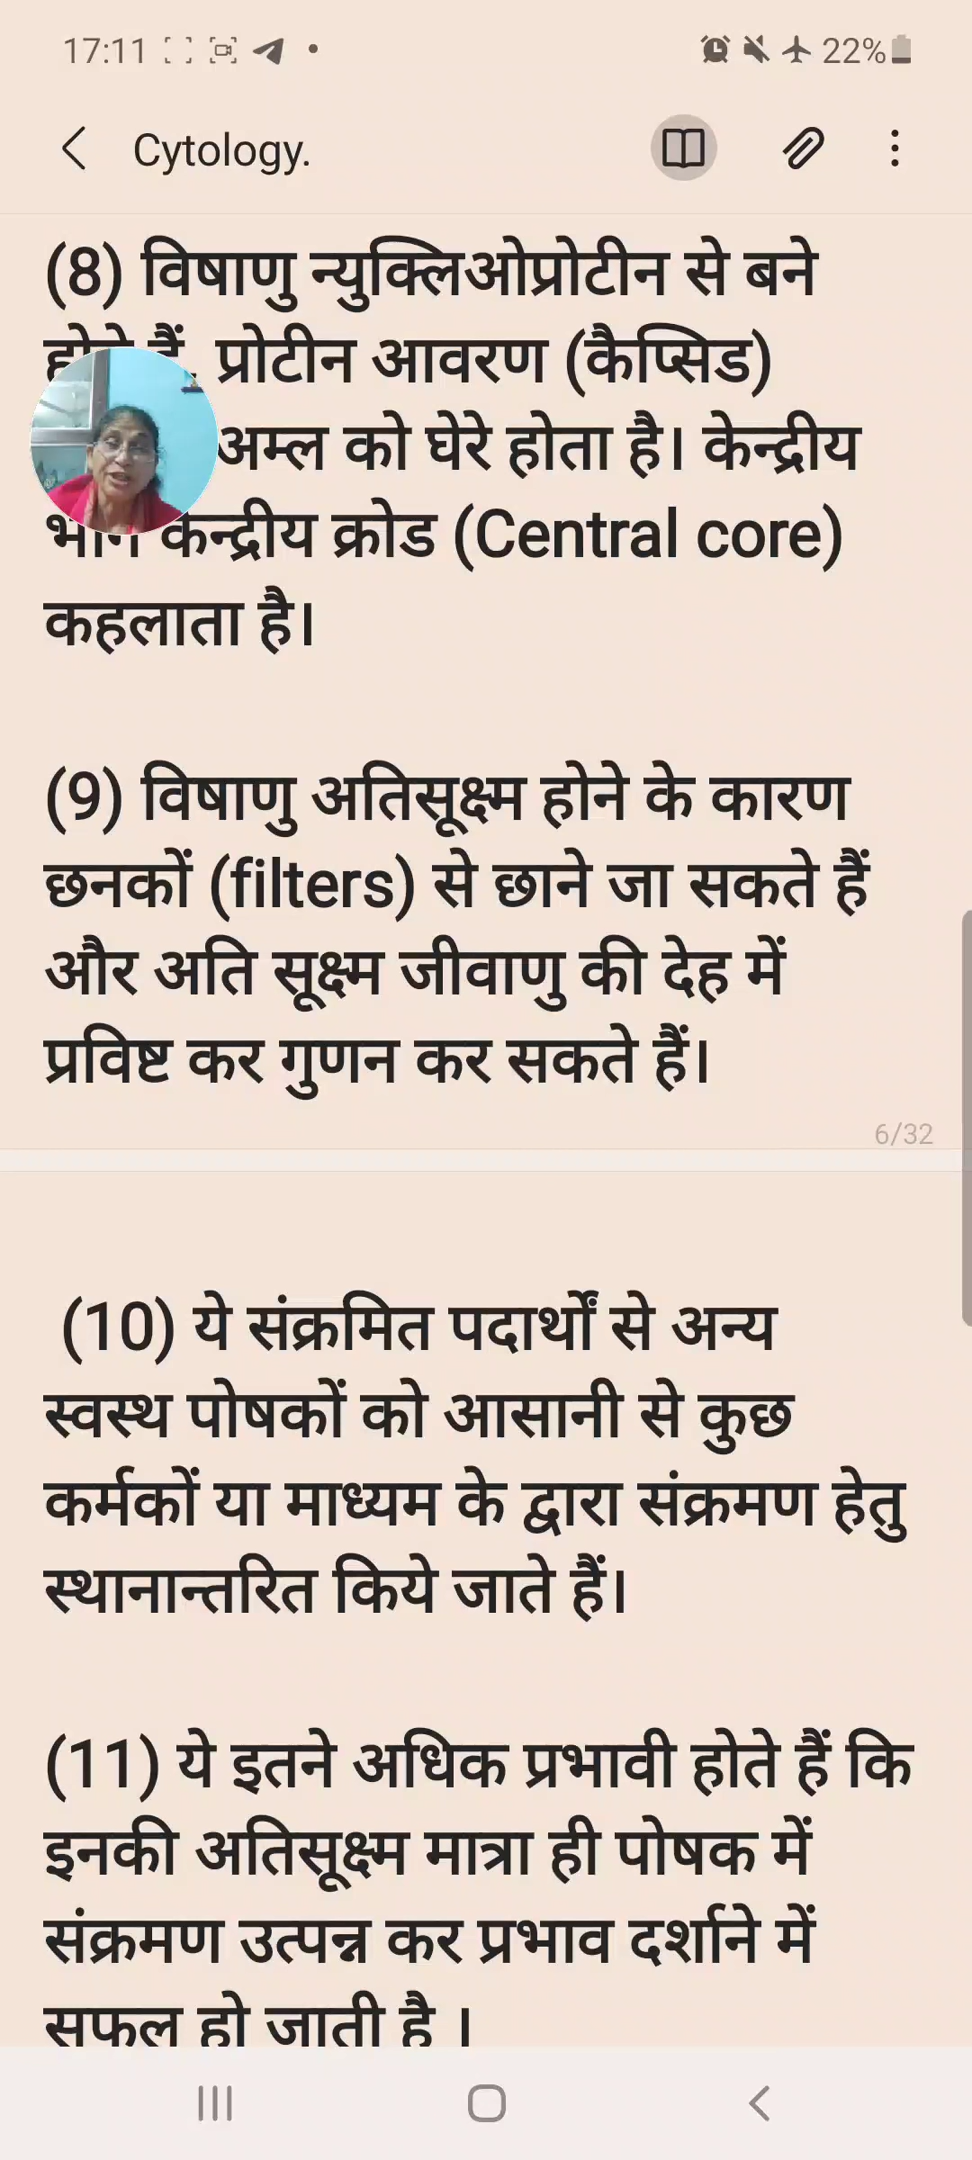 17:11
22%
Cytology.
(8) विषाणु न्युक्लिओप्रोटीन से बने
प्रोटीन आवरण (कैप्सिड)
अम्ल को घेरे होता है। केन्द्रीय
भाग केन्द्रीय क्रोड (Central core)
कहलाता है।
(9) विषाणु अतिसूक्ष्म होने के कारण
छनकों (filters) से छाने जा सकते हैं
और अति सूक्ष्म जीवाणु की देह में
प्रविष्ट कर गुणन कर सकते हैं।
6/32
(10) ये संक्रमित पदार्थों से अन्य
स्वस्थ पोषकों को आसानी से कुछ
कर्मकों या माध्यम के द्वारा संक्रमण हेतु
स्थानान्तरित किये जाते हैं।
(11) ये इतने अधिक प्रभावी होते हैं कि
इनकी अतिसूक्ष्म मात्रा ही पोषक में
संक्रमण उत्पन्न कर प्रभाव दर्शाने में
सफल हो जाती है ।